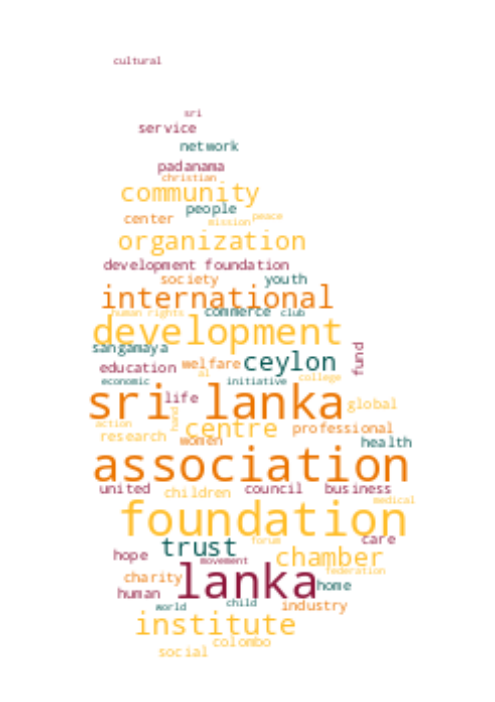 cultural
sri
service
network
padanama
christian
community
people
center mission peace
organization
development foundation
society youth
international
human rights commerce club
development
sangamaya
education welfare ceylon fund
al
economic initiative college
sri lanka
life global
hand
action centre professional
research women health
association
united children council business
medical
foundation
trust forum care
hope movement chamber
federation
charity lanka home
human
world child industry
institute
colombo
social